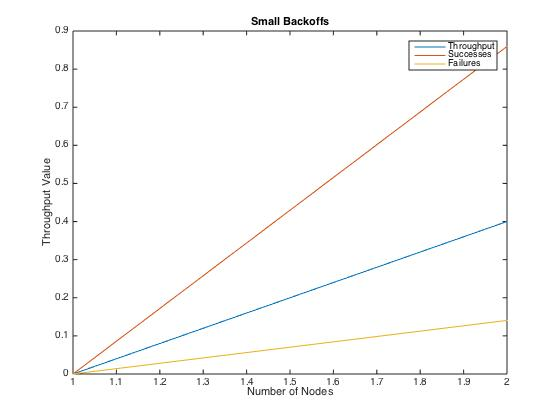 Small Backoffs
Throughput
Successes
Failures
Throughput Value
0.9
0.8
0.7
0.6
0.5
0.4
0.3
0.2
0.1
0
1 1.1 1.2 1.3 1.4 1.5 1.6 1.7 1.8 1.9 2
Number of Nodes